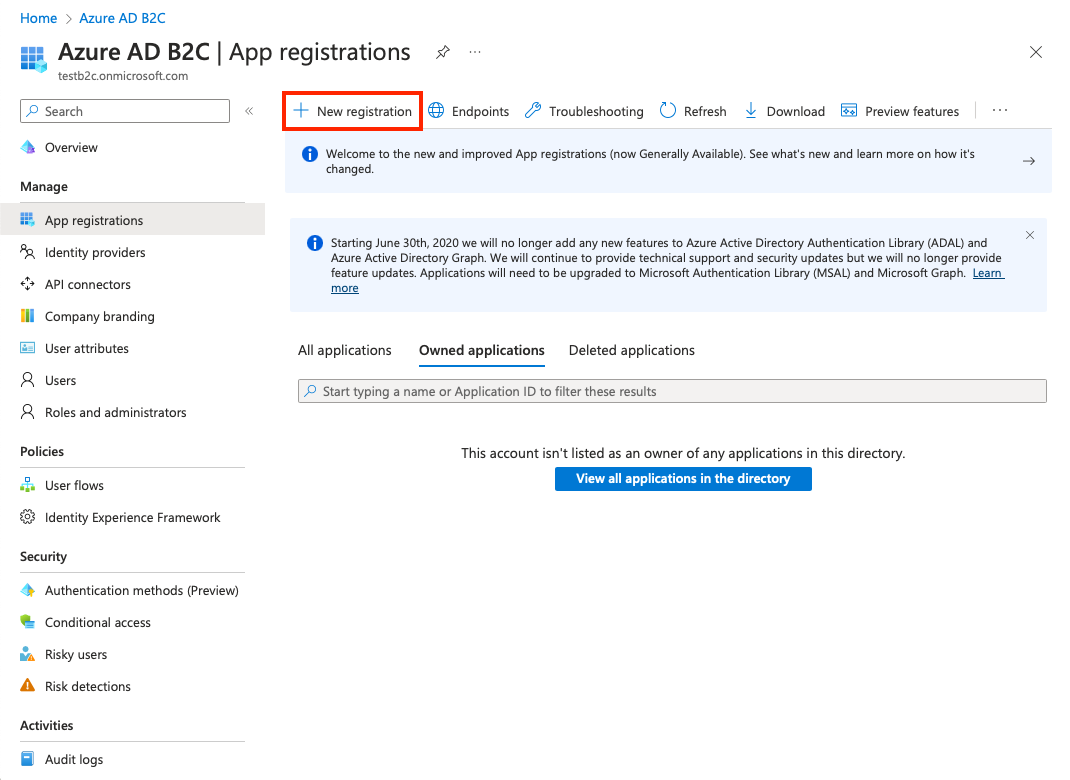 Home > Azure AD B2C
Azure AD B2C | App registrations
testb2c.onmicrosoft.com
Search
Overview
Manage
App registrations
Identity providers
API connectors
Company branding
User attributes
Users
Roles and administrators
Policies
User flows
Identity Experience Framework
Security
Authentication methods (Preview)
Conditional access
Risky users
Risk detections
Activities
Audit logs
New registration Endpoints Troubleshooting Refresh Download Preview features
Welcome to the new and improved App registrations (now Generally Available). See what's new and learn more on how it's
changed.
Starting June 30th, 2020 we will no longer add any new features to Azure Active Directory Authentication Library (ADAL) and
Azure Active Directory Graph. We will continue to provide technical support and security updates but we will no longer provide
feature updates. Applications will need to be upgraded to Microsoft Authentication Library (MSAL) and Microsoft Graph. Learn
more
All applications Owned applications Deleted applications
Start typing a name or Application ID to filter these results
This account isn't listed as an owner of any applications in this directory.
View all applications in the directory